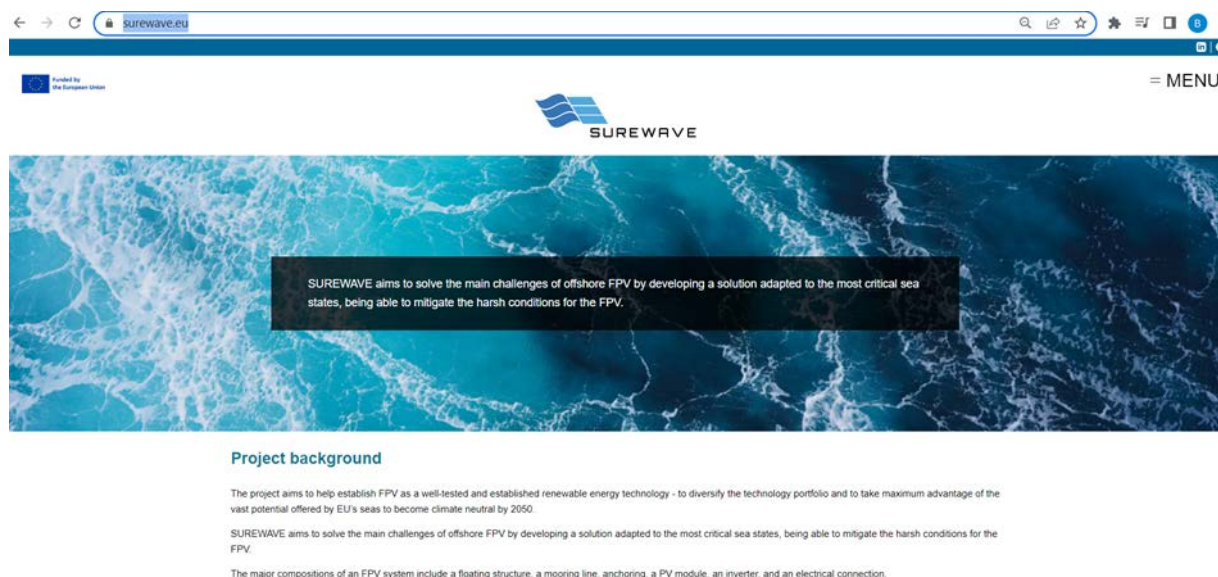 surewave.eu
B
in
Funded by
the European Union
= MENU
SUREWAVE
SUREWAVE aims to solve the main challenges of offshore FPV by developing a solution adapted to the most critical sea
states, being able to mitigate the harsh conditions for the FPV.
Project background
The project aims to help establish FPV as a well-tested and established renewable energy technology - to diversify the technology portfolio and to take maximum advantage of the
vast potential offered by EU's seas to become climate neutral by 2050.
SUREWAVE aims to solve the main challenges of offshore FPV by developing a solution adapted to the most critical sea states, being able to mitigate the harsh conditions for the
FPV.
The major compositions of an FPV system include a floating structure, a mooring line, anchoring, a PV module, an inverter, and an electrical connection.